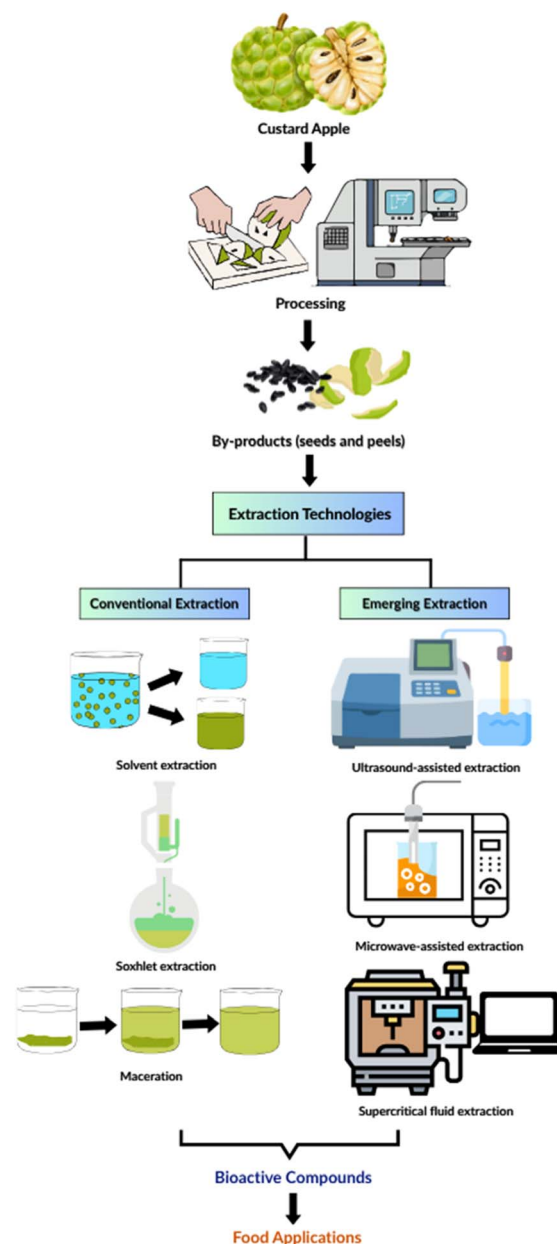 Custard Apple
Processing
By-products (seeds and peels)
Extraction Technologies
Conventional Extraction
Emerging Extraction
Solvent extraction
Ultrasound-assisted extraction
Soxhlet extraction
Microwave-assisted extraction
Maceration
Supercritical fluid extraction
Bioactive Compounds
Food Applications